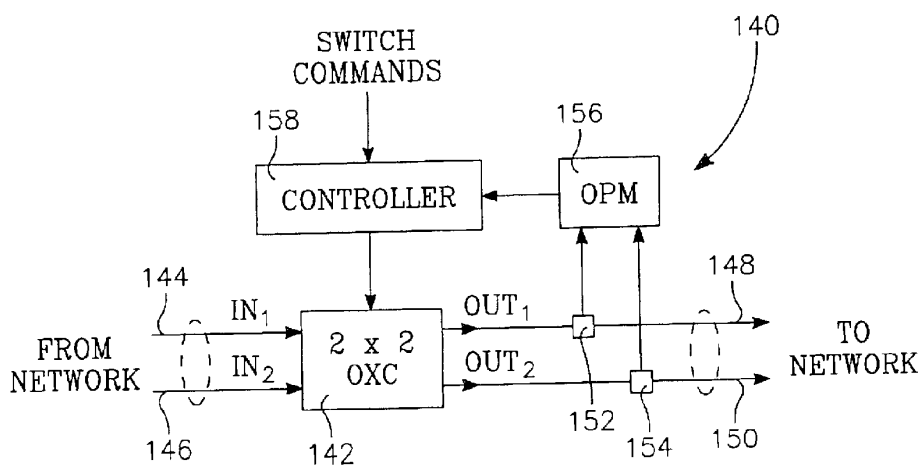 140
SWITCH
COMMANDS
158
156
CONTROLLER
OPM
144
148
IN₁
OUT₁
FROM
NETWORK
2 x 2
OXC
TO
NETWORK
IN₂
OUT₂
146
142
152
154
150